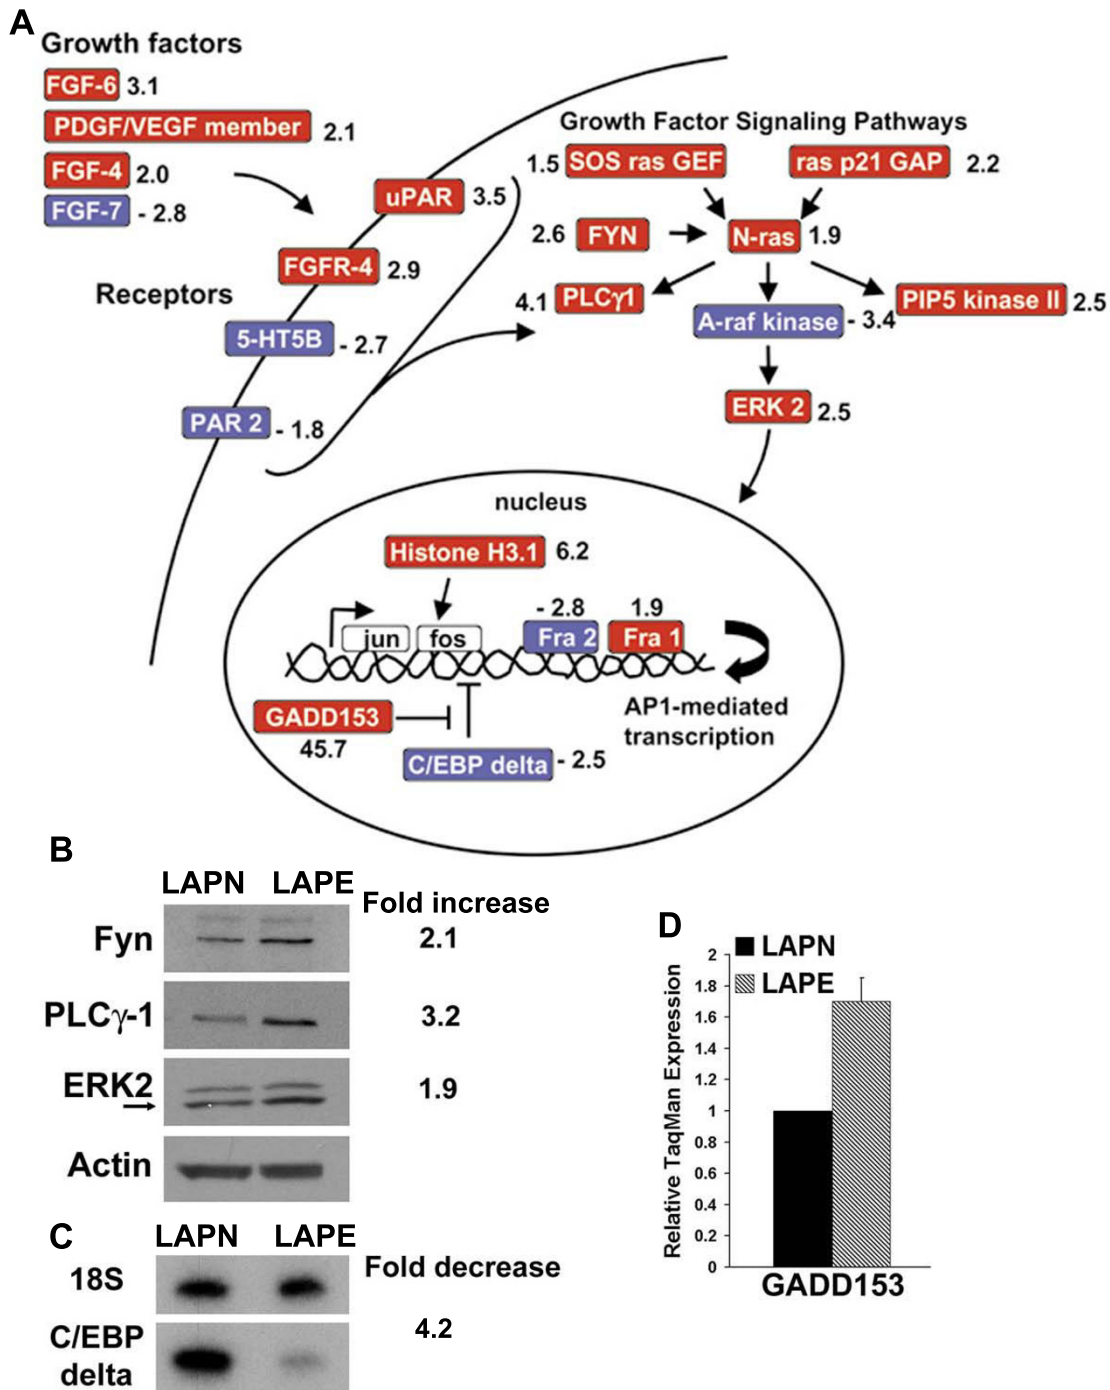 A
Growth factors
FGF-6 3.1
PDGF/VEGF member 2.1
FGF-4 2.0
FGF-7 - 2.8
uPAR 3.5
FGFR-4 2.9
Receptors
5-HT5B - 2.7
PAR 2 - 1.8
Growth Factor Signaling Pathways
1.5 SOS ras GEF ras p21 GAP 2.2
2.6 FYN N-ras 1.9
4.1 PLCγ1 A-raf kinase - 3.4 PIP5 kinase II 2.5
ERK 2 2.5
nucleus
Histone H3.1 6.2
- 2.8 1.9
jun fos Fra 2 Fra 1
GADD153
45.7
C/EBP delta - 2.5
AP1-mediated
transcription
B
LAPN LAPE
Fold increase
Fyn 2.1
PLCγ-1 3.2
ERK2 1.9
Actin
C
LAPN LAPE
18S
Fold decrease
C/EBP
delta
4.2
D
LAPN
LAPE
Relative TaqMan Expression
2
1.8
1.6
1.4
1.2
1
0.8
0.6
0.4
0.2
0
GADD153